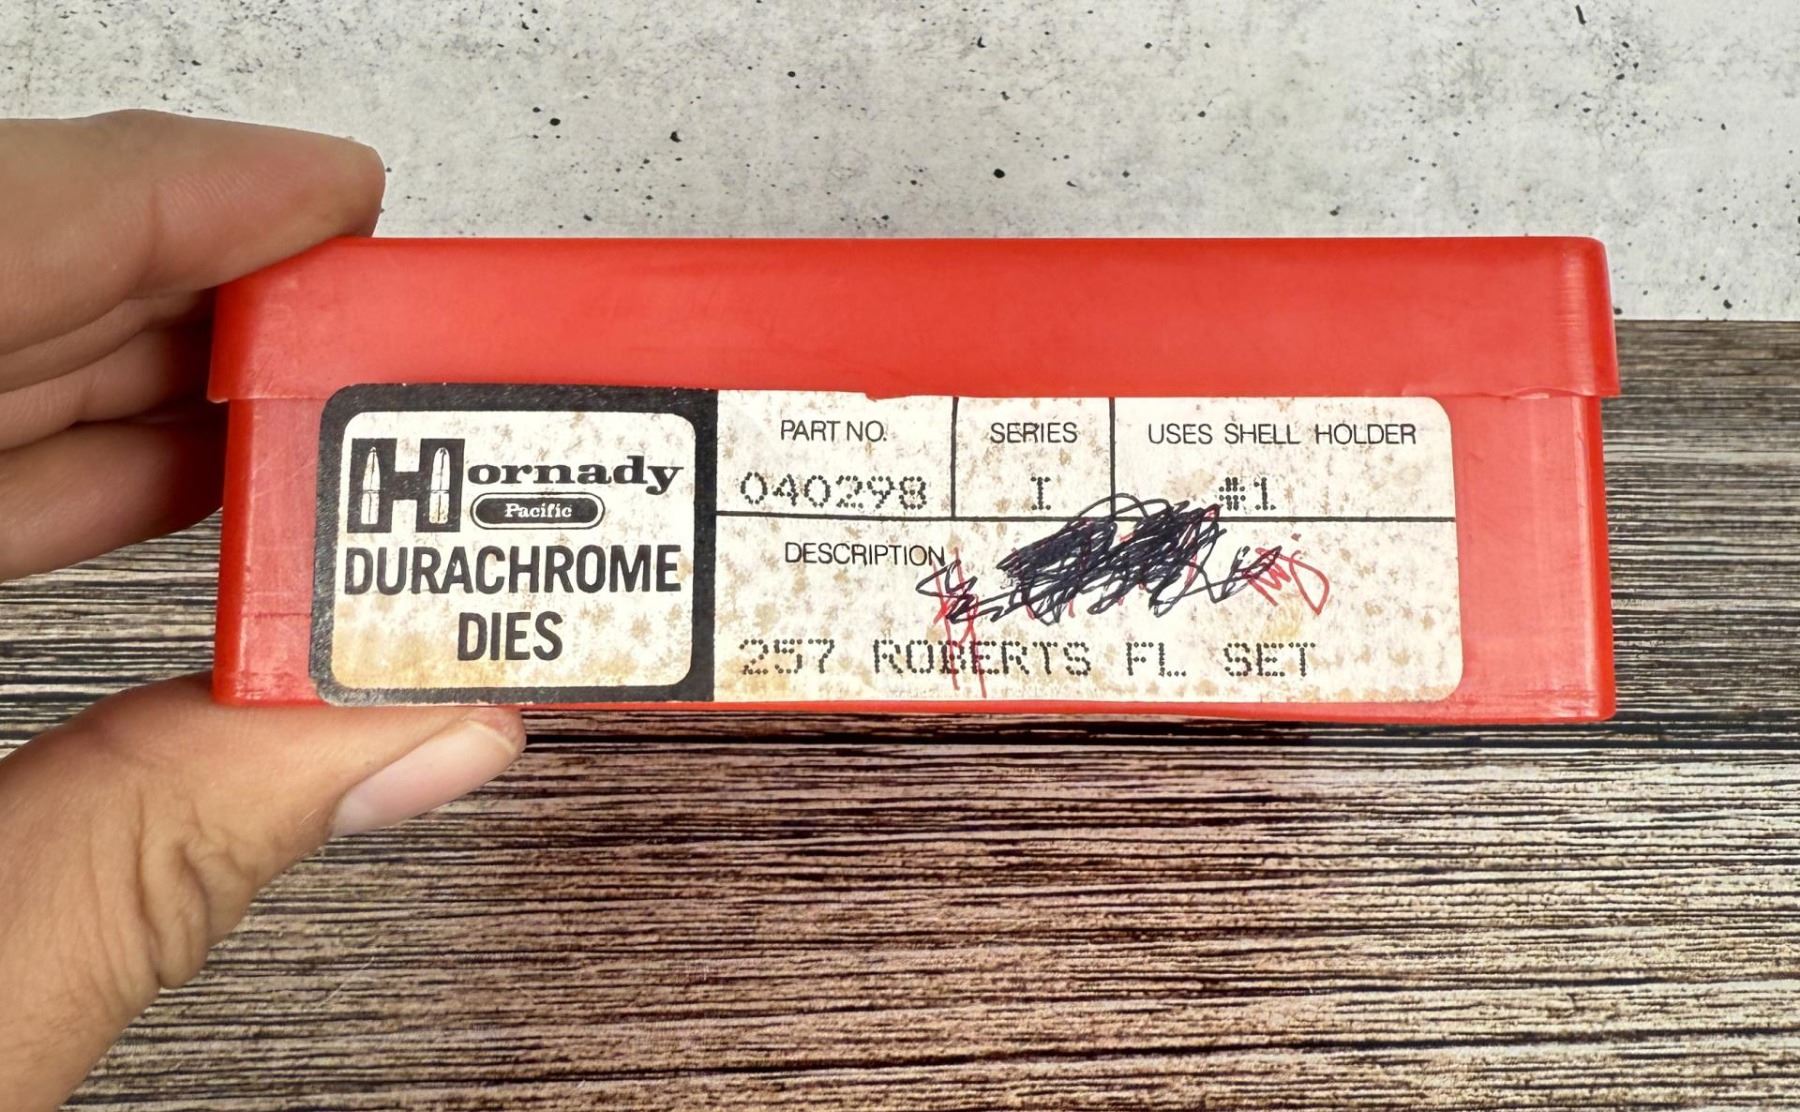 Hornady
Pacific
DURACHROME
DIES
PART NO.
040298
SERIES
I
USES SHELL HOLDER
#1
DESCRIPTION
257 ROBERTS FL SET